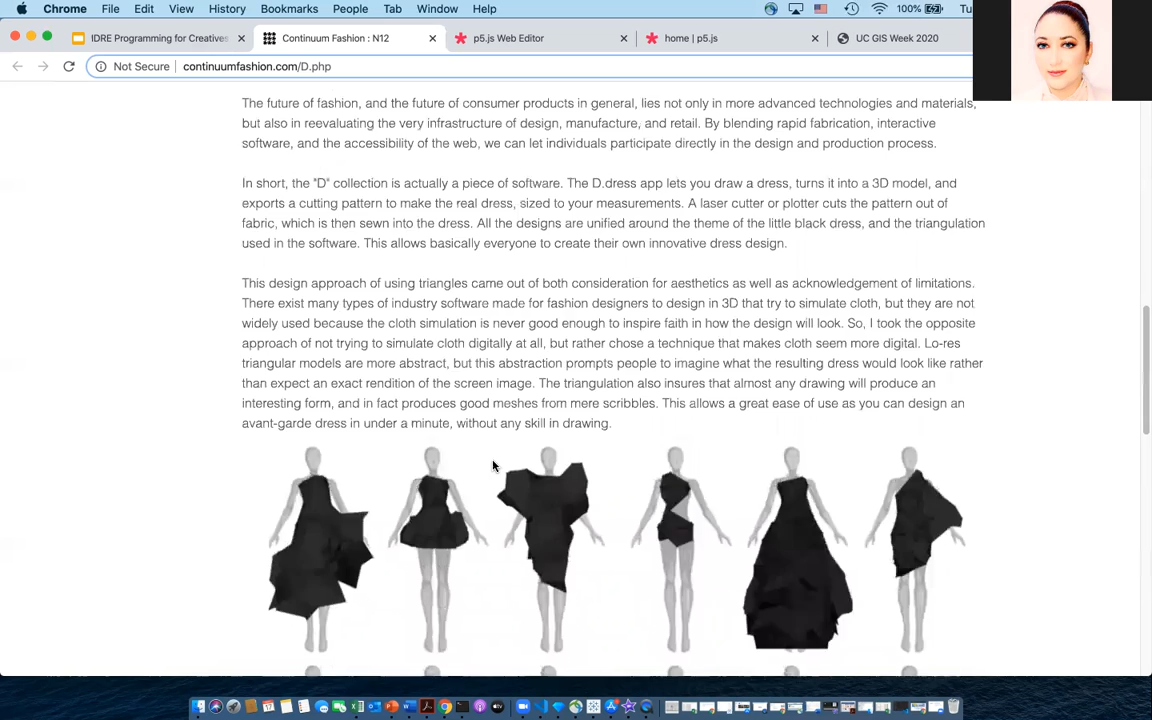 Chrome File Edit View History Bookmarks People Tab Window Help 100% Tu
IDRE Programming for Creatives Continuum Fashion : N12 p5.js Web Editor home | p5.js UC GIS Week 2020
Not Secure continuumfashion.com/D.php
The future of fashion, and the future of consumer products in general, lies not only in more advanced technologies and materials,
but also in reevaluating the very infrastructure of design, manufacture, and retail. By blending rapid fabrication, interactive
software, and the accessibility of the web, we can let individuals participate directly in the design and production process.
In short, the "D" collection is actually a piece of software. The D.dress app lets you draw a dress, turns it into a 3D model, and
exports a cutting pattern to make the real dress, sized to your measurements. A laser cutter or plotter cuts the pattern out of
fabric, which is then sewn into the dress. All the designs are unified around the theme of the little black dress, and the triangulation
used in the software. This allows basically everyone to create their own innovative dress design.
This design approach of using triangles came out of both consideration for aesthetics as well as acknowledgement of limitations.
There exist many types of industry software made for fashion designers to design in 3D that try to simulate cloth, but they are not
widely used because the cloth simulation is never good enough to inspire faith in how the design will look. So, I took the opposite
approach of not trying to simulate cloth digitally at all, but rather chose a technique that makes cloth seem more digital. Lo-res
triangular models are more abstract, but this abstraction prompts people to imagine what the resulting dress would look like rather
than expect an exact rendition of the screen image. The triangulation also insures that almost any drawing will produce an
interesting form, and in fact produces good meshes from mere scribbles. This allows a great ease of use as you can design an
avant-garde dress in under a minute, without any skill in drawing.